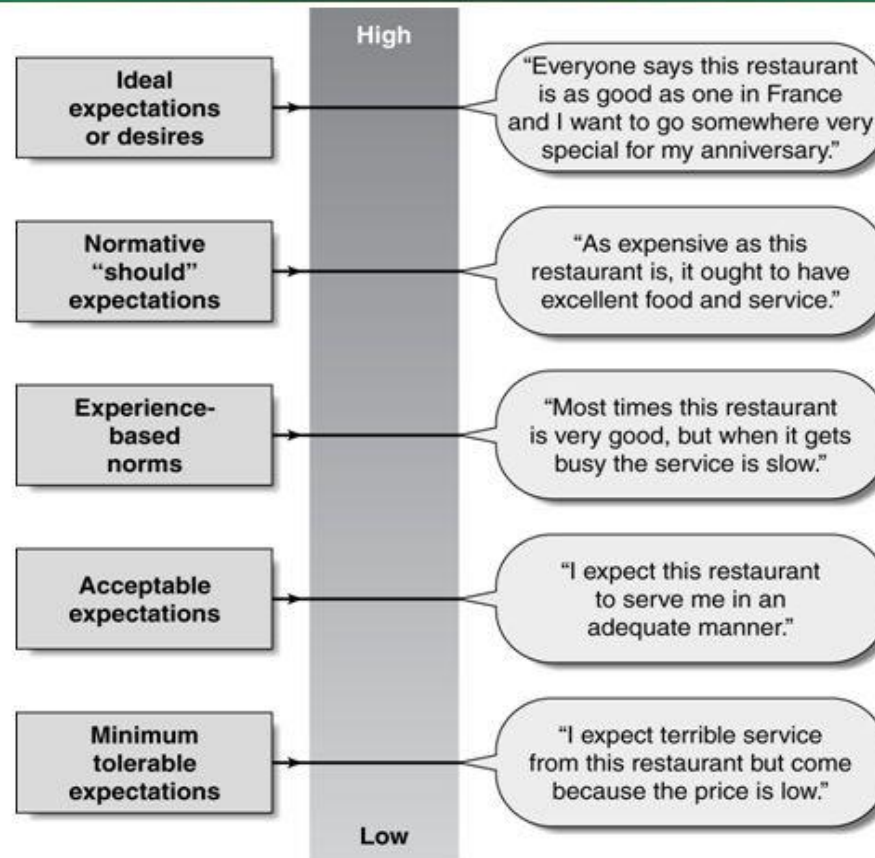 High
Ideal
expectations
or desires
“Everyone says this restaurant
is as good as one in France
and I want to go somewhere very
special for my anniversary.”
Normative
“should”
expectations
“As expensive as this
restaurant is, it ought to have
excellent food and service.”
Experience-
based
norms
“Most times this restaurant
is very good, but when it gets
busy the service is slow.”
Acceptable
expectations
“I expect this restaurant
to serve me in an
adequate manner.”
Minimum
tolerable
expectations
“I expect terrible service
from this restaurant but come
because the price is low.”
Low